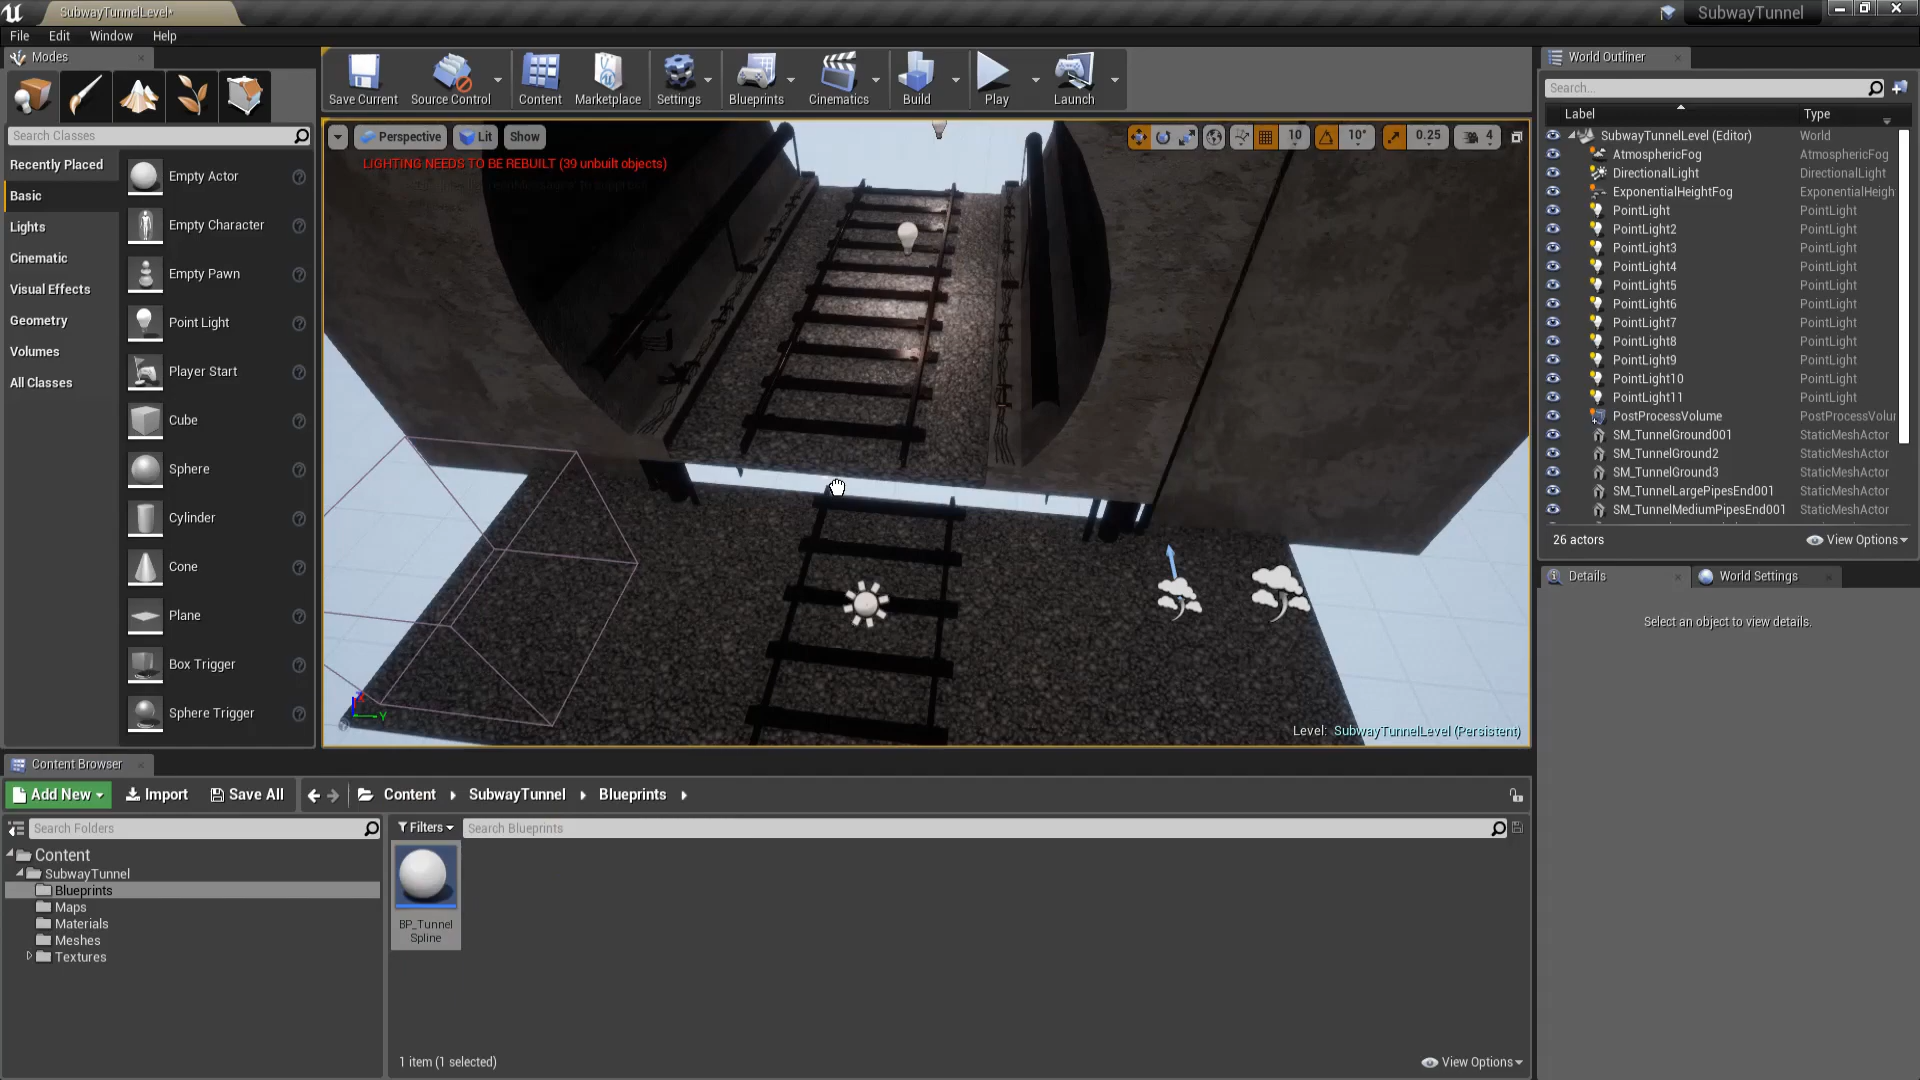 SubwayTunnelLevel*
SubwayTunnel
File Edit Window Help
Modes
Search Classes
Recently Placed
Basic
Lights
Cinematic
Visual Effects
Geometry
Volumes
All Classes
Empty Actor
Empty Character
Empty Pawn
Point Light
Player Start
Cube
Sphere
Cylinder
Cone
Plane
Box Trigger
Sphere Trigger
Save Current
Source Control
Content
Marketplace
Settings
Blueprints
Cinematics
Build
Play
Launch
Perspective Lit Show
10 10° 0.25 4
LIGHTING NEEDS TO BE REBUILT (39 unbuilt objects)
Y
Level: SubwayTunnelLevel (Persistent)
World Outliner
Search...
Label Type
SubwayTunnelLevel (Editor) World
AtmosphericFog AtmosphericFog
DirectionalLight DirectionalLight
ExponentialHeightFog ExponentialHeigh
PointLight PointLight
PointLight2 PointLight
PointLight3 PointLight
PointLight4 PointLight
PointLight5 PointLight
PointLight6 PointLight
PointLight7 PointLight
PointLight8 PointLight
PointLight9 PointLight
PointLight10 PointLight
PointLight11 PointLight
PostProcessVolume PostProcessVolu
SM_TunnelGround001 StaticMeshActor
SM_TunnelGround2 StaticMeshActor
SM_TunnelGround3 StaticMeshActor
SM_TunnelLargePipesEnd001 StaticMeshActor
SM_TunnelMediumPipesEnd001 StaticMeshActor
26 actors View Options
Details World Settings
Select an object to view details.
Content Browser
Add New Import Save All Content SubwayTunnel Blueprints
Search Folders
Content
SubwayTunnel
Blueprints
Maps
Materials
Meshes
Textures
Filters Search Blueprints
BP_Tunnel
Spline
1 item (1 selected) View Options